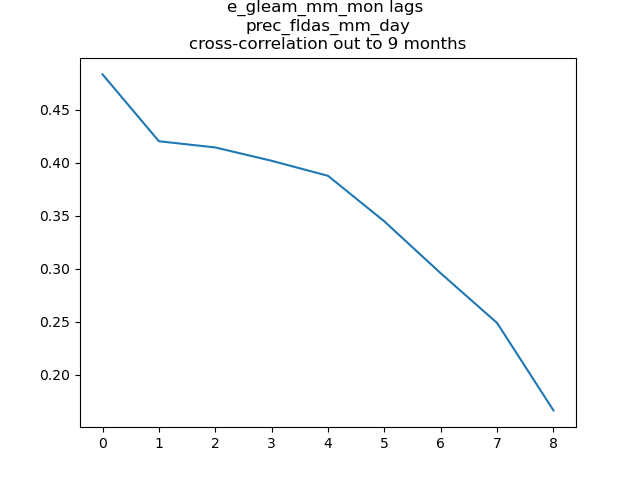 e_gleam_mm_mon lags
prec_fldas_mm_day
cross-correlation out to 9 months
0.45
0.40
0.35
0.30
0.25
0.20
0 1 2 3 4 5 6 7 8